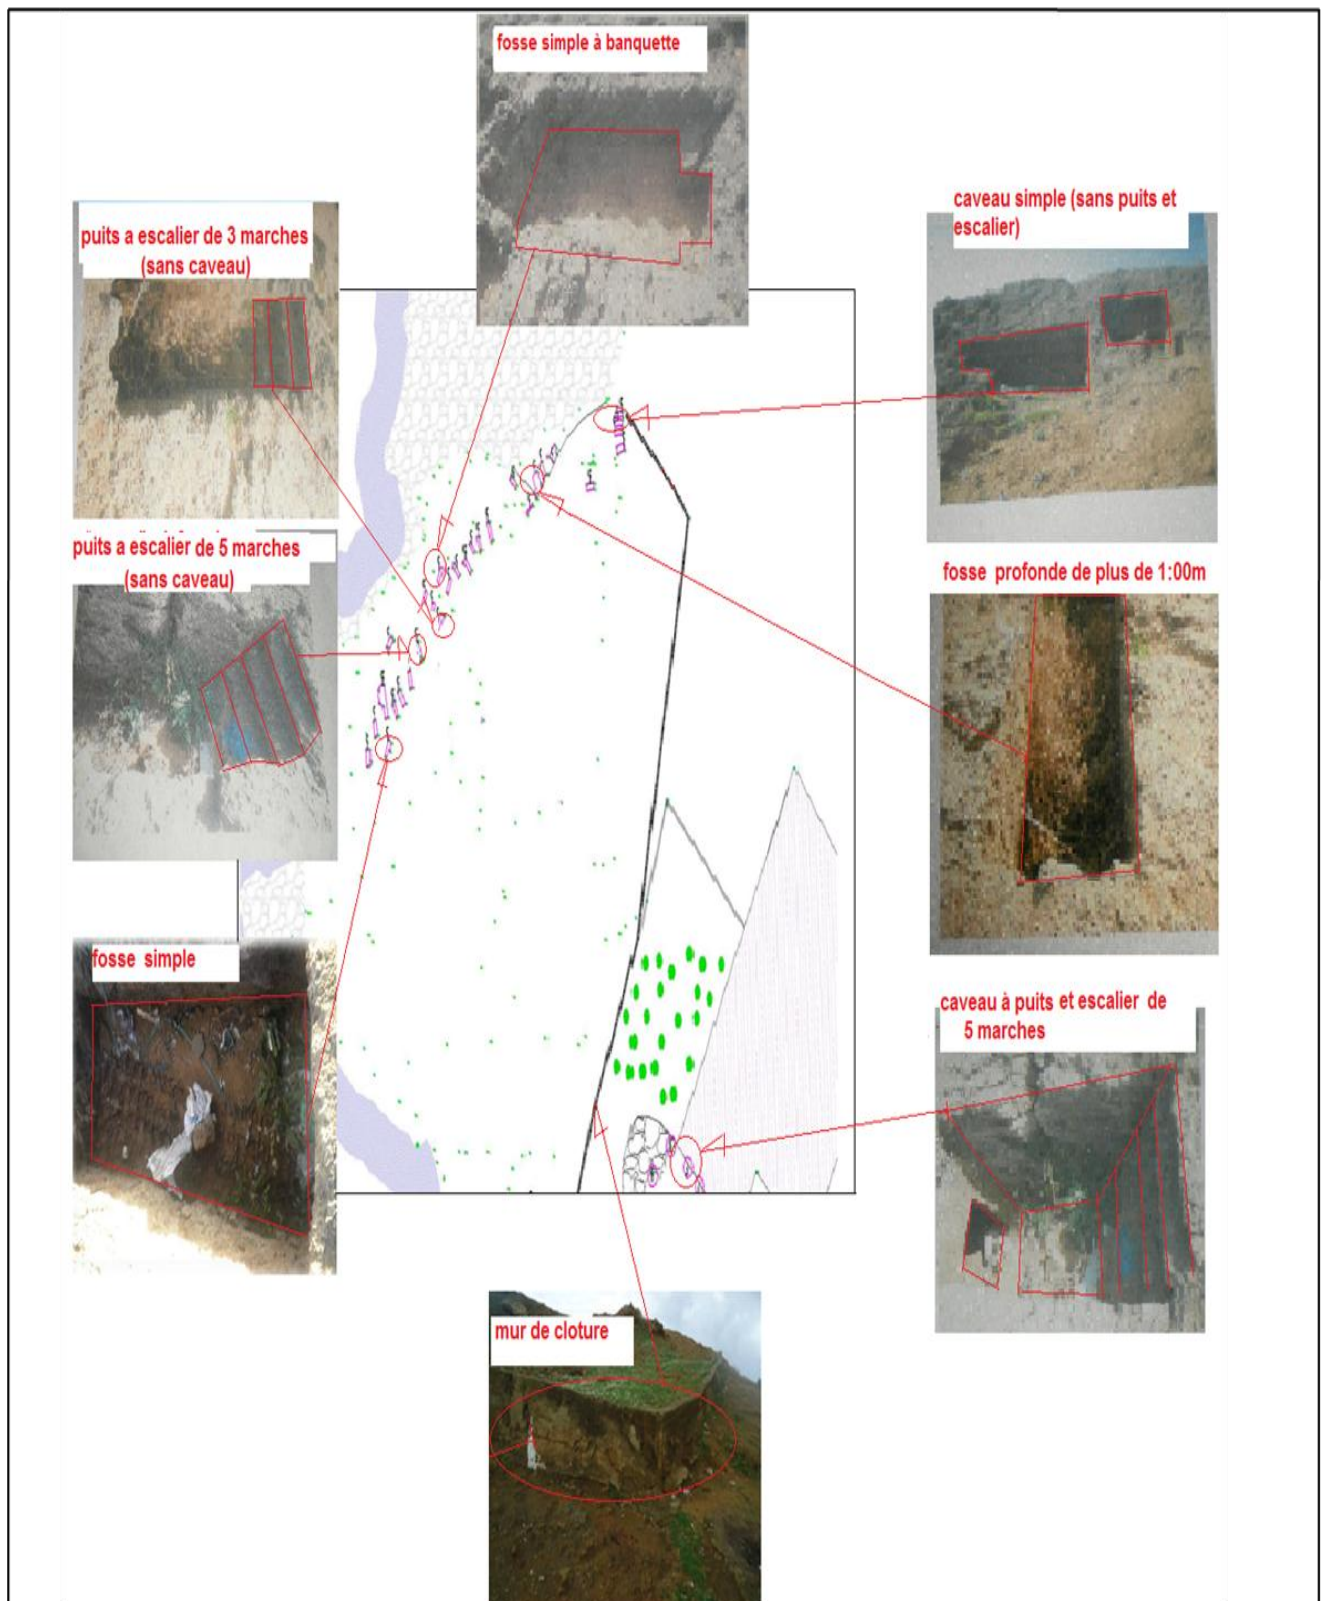 fosse simple à banquette
caveau simple (sans puits et
escalier)
puits a escalier de 3 marches
(sans caveau)
puits a escalier de 5 marches
(sans caveau)
fosse profonde de plus de 1:00m
fosse simple
caveau à puits et escalier de
5 marches
mur de cloture